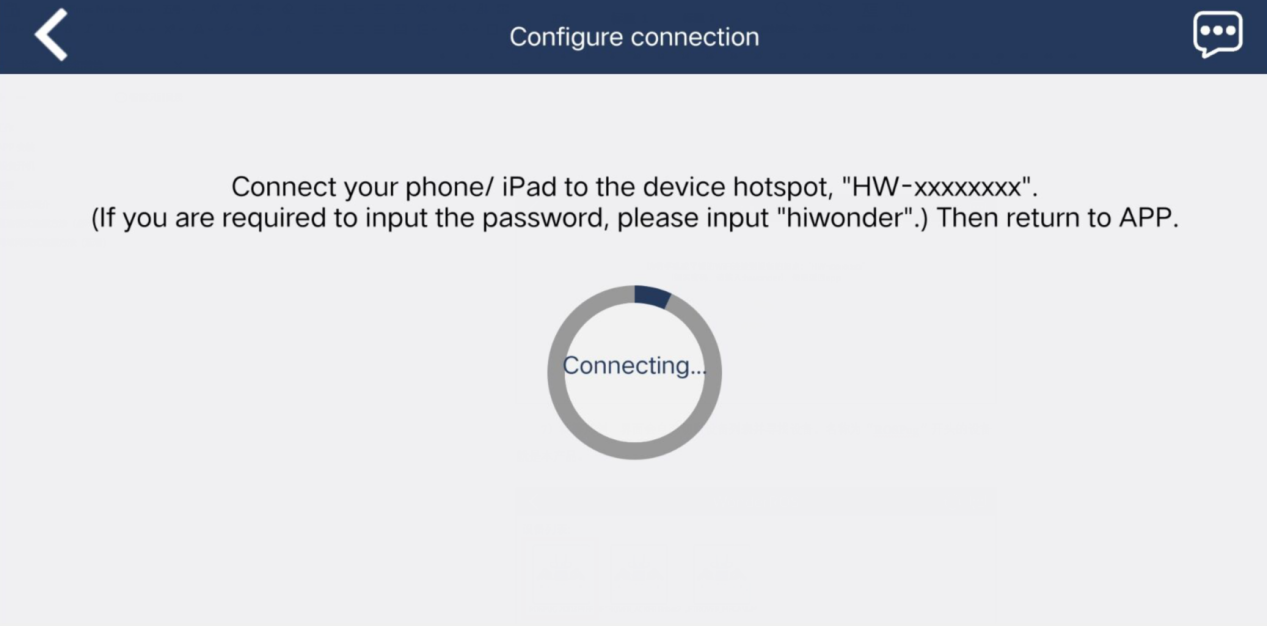 Configure connection
Connect your phone/ iPad to the device hotspot, "HW-xxxxxxxx".
(If you are required to input the password, please input "hiwonder".) Then return to APP.
Connecting...